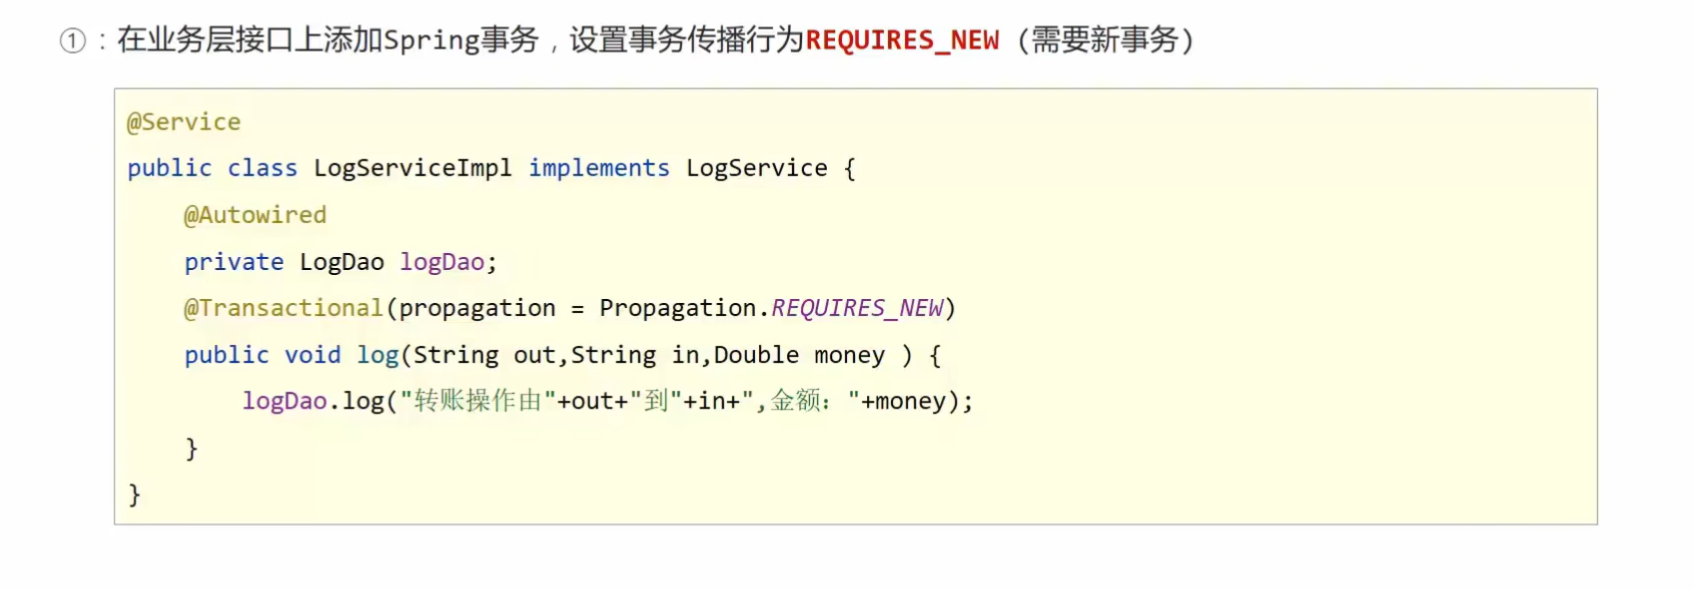 ①：在业务层接口上添加Spring事务，设置事务传播行为REQUIRES_NEW（需要新事务）
@Service
public class LogServiceImpl implements LogService {
    @Autowired
    private LogDao logDao;
    @Transactional(propagation = Propagation.REQUIRES_NEW)
    public void log(String out,String in,Double money ) {
        logDao.log("转账操作由"+out+"到"+in+",金额："+money);
    }
}